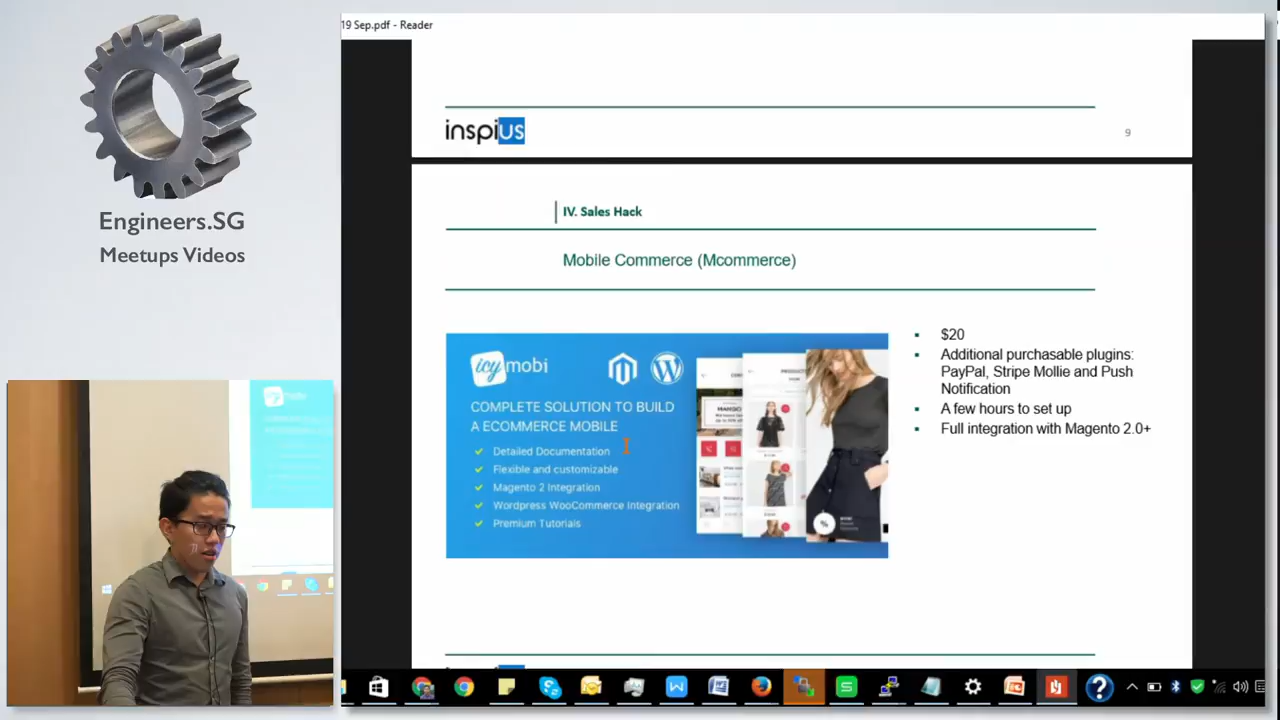 19 Sep.pdf - Reader
Engineers.SG
Meetups Videos
inspius
9
IV. Sales Hack
Mobile Commerce (Mcommerce)
icymobi
COMPLETE SOLUTION TO BUILD
A ECOMMERCE MOBILE
Detailed Documentation
Flexible and customizable
Magento 2 Integration
Wordpress WooCommerce Integration
Premium Tutorials
$20
Additional purchasable plugins:
PayPal, Stripe Mollie and Push
Notification
A few hours to set up
Full integration with Magento 2.0+